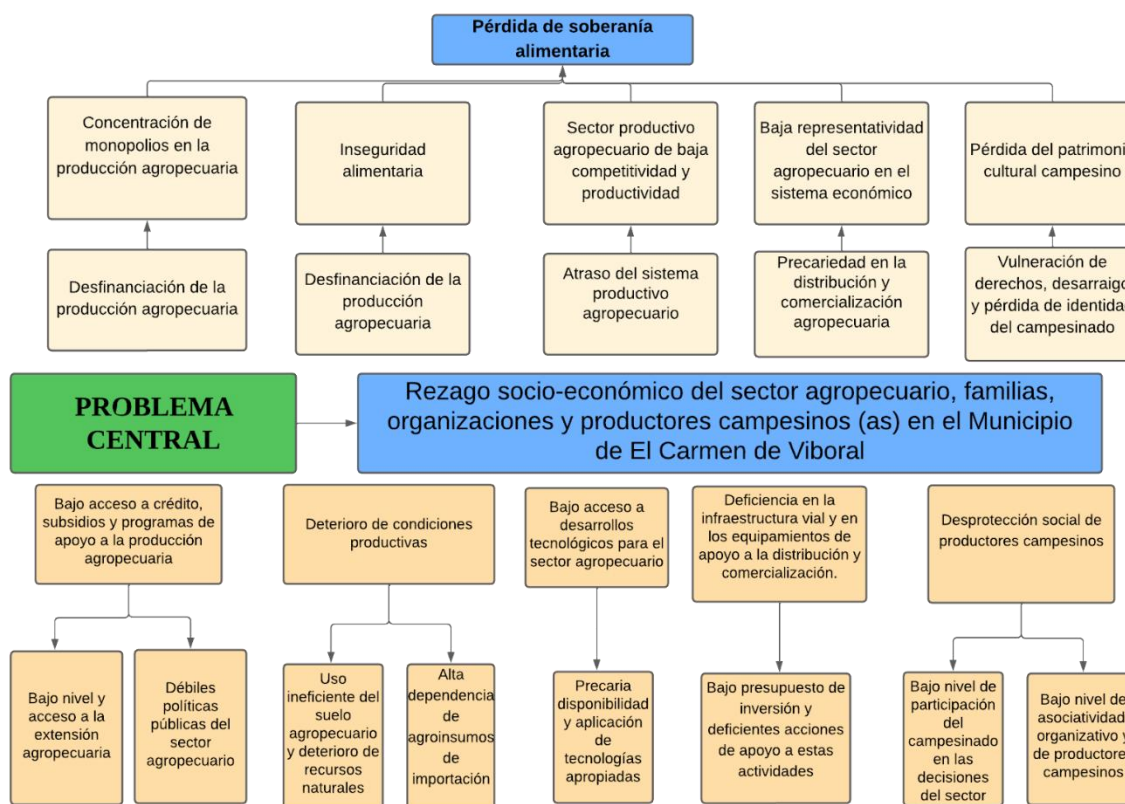 Pérdida de soberanía
alimentaria
Concentración de
monopolios en la
producción agropecuaria
Inseguridad
alimentaria
Sector productivo
agropecuario de baja
competitividad y
productividad
Baja representatividad
del sector
agropecuario en el
sistema económico
Pérdida del patrimoni
cultural campesino
Desfinanciación de la
producción agropecuaria
Desfinanciación de la
producción
agropecuaria
Atraso del sistema
productivo
agropecuario
Precariedad en la
distribución y
comercialización
agropecuaria
Vulneración de
derechos, desarraigo
y pérdida de identidad
del campesinado
PROBLEMA
CENTRAL
Rezago socio-económico del sector agropecuario, familias,
organizaciones y productores campesinos (as) en el Municipio
de El Carmen de Viboral
Bajo acceso a crédito,
subsidios y programas de
apoyo a la producción
agropecuaria
Deterioro de condiciones
productivas
Bajo acceso a
desarrollos
tecnológicos para el
sector agropecuario
Deficiencia en la
infraestructura vial y en
los equipamientos de
apoyo a la distribución y
comercialización.
Desprotección social de
productores campesinos
Bajo nivel y
acceso a la
extensión
agropecuaria
Débiles
políticas
públicas del
sector
agropecuario
Uso
ineficiente del
suelo
agropecuario
y deterioro de
recursos
naturales
Alta
dependencia
de
agroinsumos
de
importación
Precaria
disponibilidad
y aplicación
de
tecnologías
apropiadas
Bajo presupuesto de
inversión y
deficientes acciones
de apoyo a estas
actividades
Bajo nivel de
participación del
campesinado
en las
decisiones
del sector
Bajo nivel de
asociatividad
organizativo y
de productore
campesinos